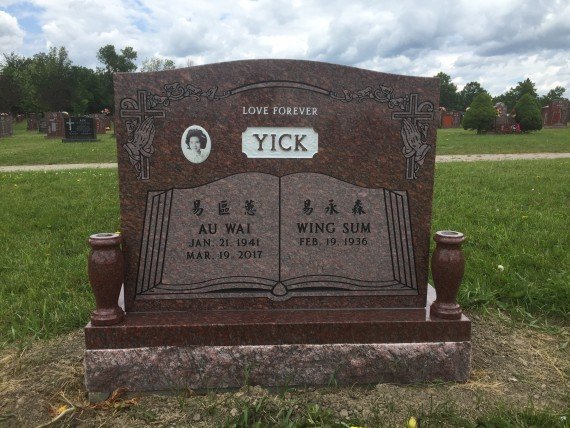 LOVE FOREVER
YICK
易區慧
AU WAI
JAN. 21. 1941
MAR. 19. 2017
易永森
WING SUM
FEB. 19. 1936